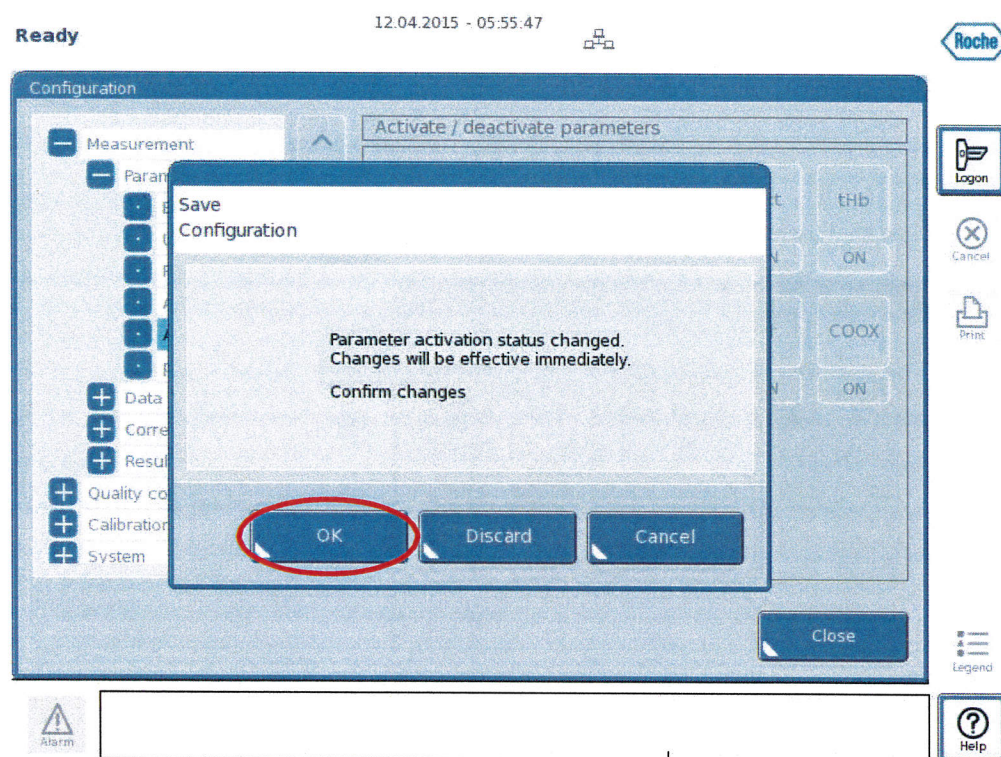 Ready
12.04.2015 - 05:55:47
Roche
Configuration
Activate / deactivate parameters
Measurement
Param
Save
Configuration
tHb
ON
COOX
ON
Parameter activation status changed.
Changes will be effective immediately.
Confirm changes
Data
Corre
Resul
Quality co
Calibration
System
OK
Discard
Cancel
Close
Logon
Cancel
Print
Legend
Alarm
Help